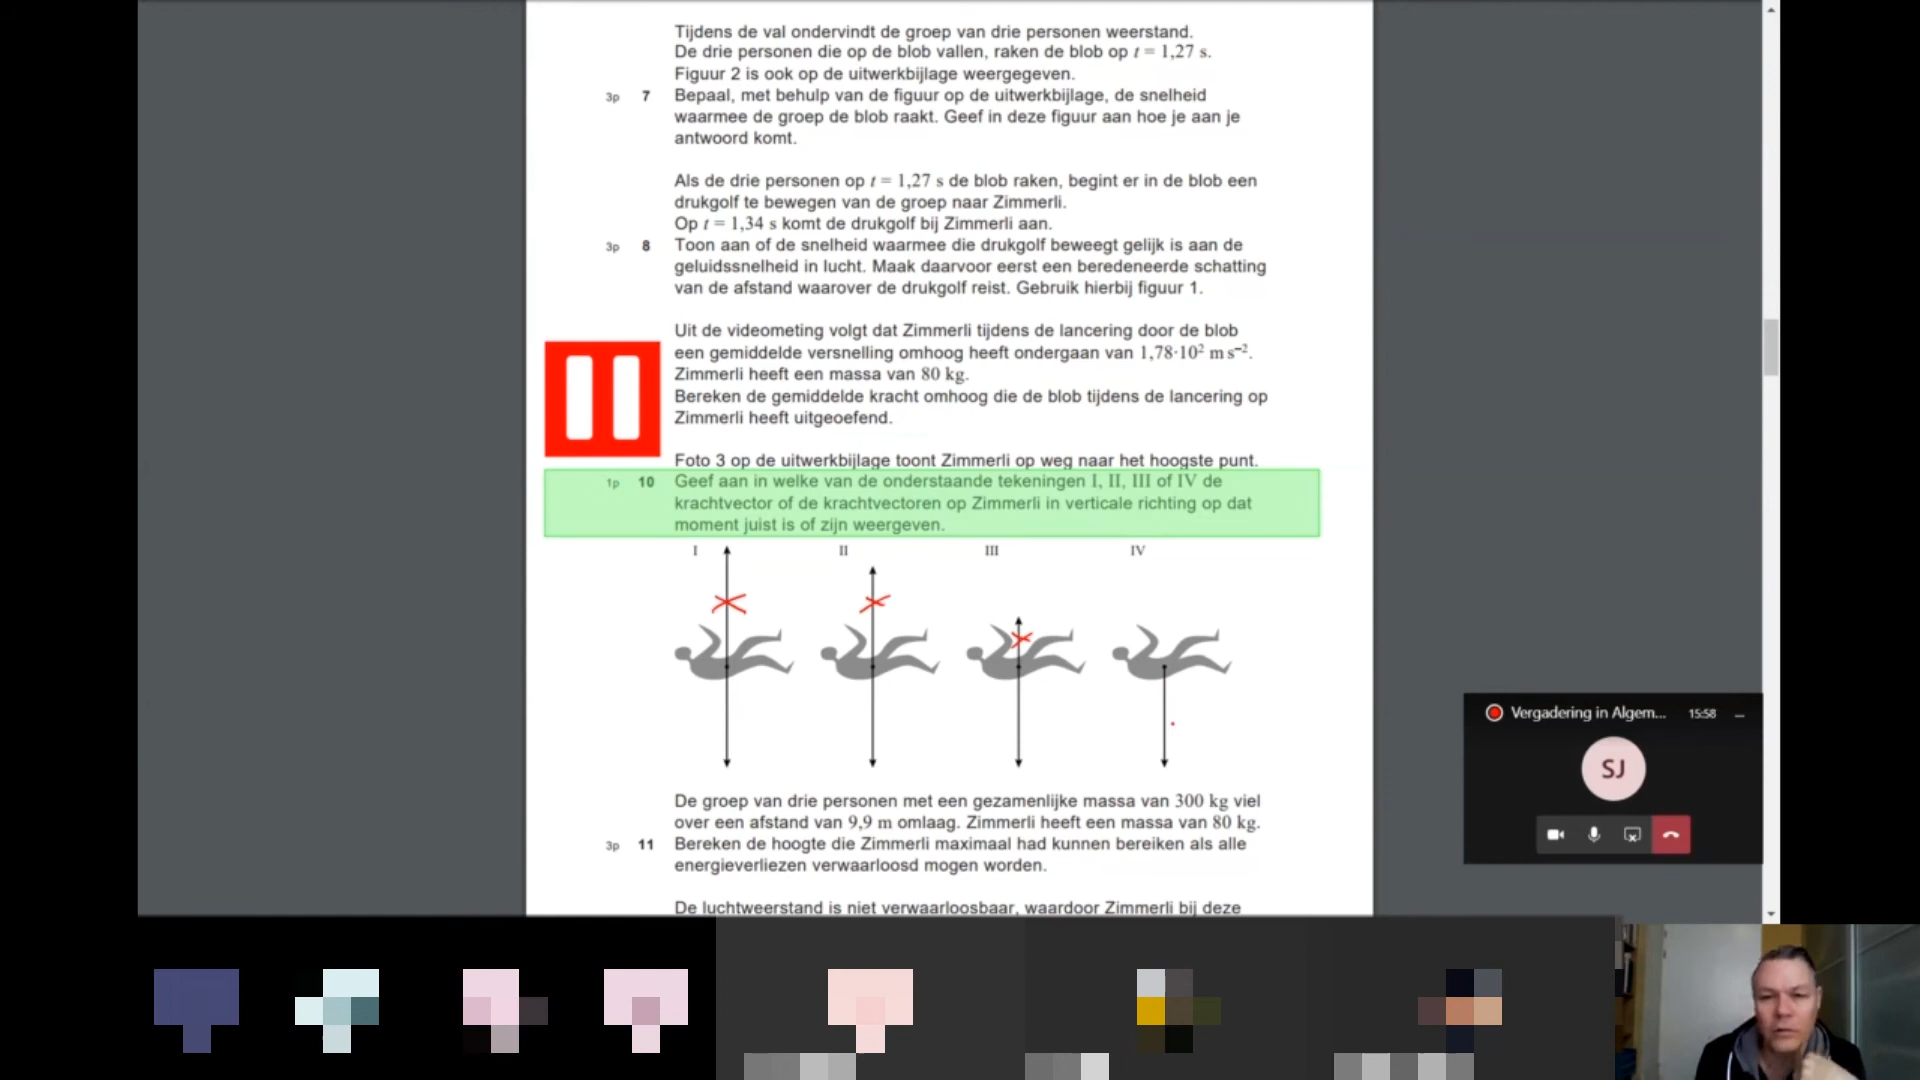 Tijdens de val ondervindt de groep van drie personen weerstand.
De drie personen die op de blob vallen, raken de blob op t = 1,27 s.
Figuur 2 is ook op de uitwerkbijlage weergegeven.
3p 7 Bepaal, met behulp van de figuur op de uitwerkbijlage, de snelheid
waarmee de groep de blob raakt. Geef in deze figuur aan hoe je aan je
antwoord komt.
Als de drie personen op t = 1,27 s de blob raken, begint er in de blob een
drukgolf te bewegen van de groep naar Zimmerli.
Op t = 1,34 s komt de drukgolf bij Zimmerli aan.
3p 8 Toon aan of de snelheid waarmee die drukgolf beweegt gelijk is aan de
geluidssnelheid in lucht. Maak daarvoor eerst een beredeneerde schatting
van de afstand waarover de drukgolf reist. Gebruik hierbij figuur 1.
Uit de videometing volgt dat Zimmerli tijdens de lancering door de blob
een gemiddelde versnelling omhoog heeft ondergaan van 1,78·10² m s⁻².
Zimmerli heeft een massa van 80 kg.
Bereken de gemiddelde kracht omhoog die de blob tijdens de lancering op
Zimmerli heeft uitgeoefend.
Foto 3 op de uitwerkbijlage toont Zimmerli op weg naar het hoogste punt.
1p 10 Geef aan in welke van de onderstaande tekeningen I, II, III of IV de
krachtvector of de krachtvectoren op Zimmerli in verticale richting op dat
moment juist is of zijn weergeven.
I II III IV
De groep van drie personen met een gezamenlijke massa van 300 kg viel
over een afstand van 9,9 m omlaag. Zimmerli heeft een massa van 80 kg.
3p 11 Bereken de hoogte die Zimmerli maximaal had kunnen bereiken als alle
energieverliezen verwaarloosd mogen worden.
De luchtweerstand is niet verwaarloosbaar, waardoor Zimmerli bij deze
Vergadering in Algem... 15:58
SJ